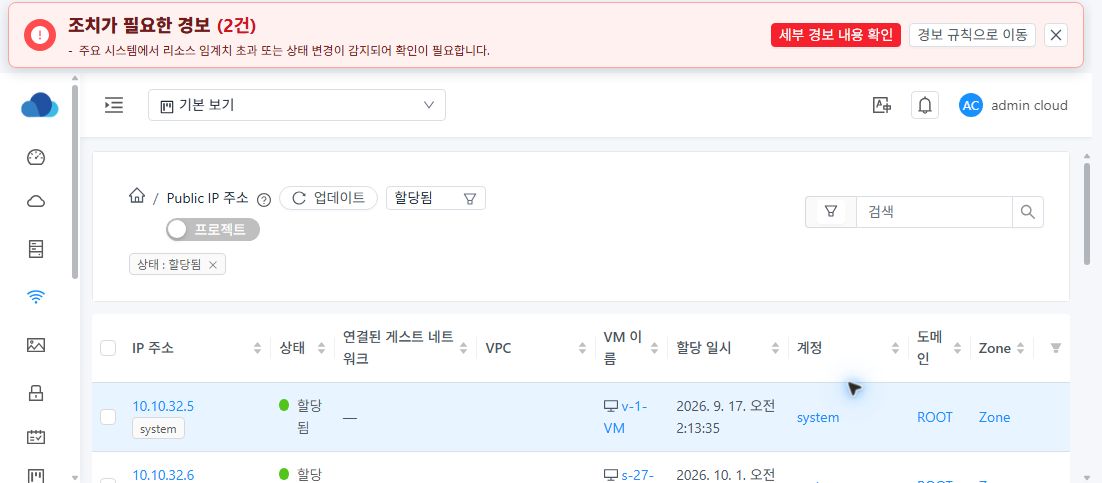 조치가 필요한 경보 (2건)
- 주요 시스템에서 리소스 임계치 초과 또는 상태 변경이 감지되어 확인이 필요합니다.
세부 경보 내용 확인
경보 규칙으로 이동
기본 보기
AC admin cloud
/ Public IP 주소
업데이트
할당됨
프로젝트
검색
상태 : 할당됨
IP 주소
상태
연결된 게스트 네트
워크
VPC
VM 이
름
할당 일시
계정
도메
인
Zone
10.10.32.5
system
할당
됨
—
v-1-
VM
2026. 9. 17. 오전
2:13:35
system
ROOT
Zone
10.10.32.6
할당
s-27-
2026. 10. 1. 오전